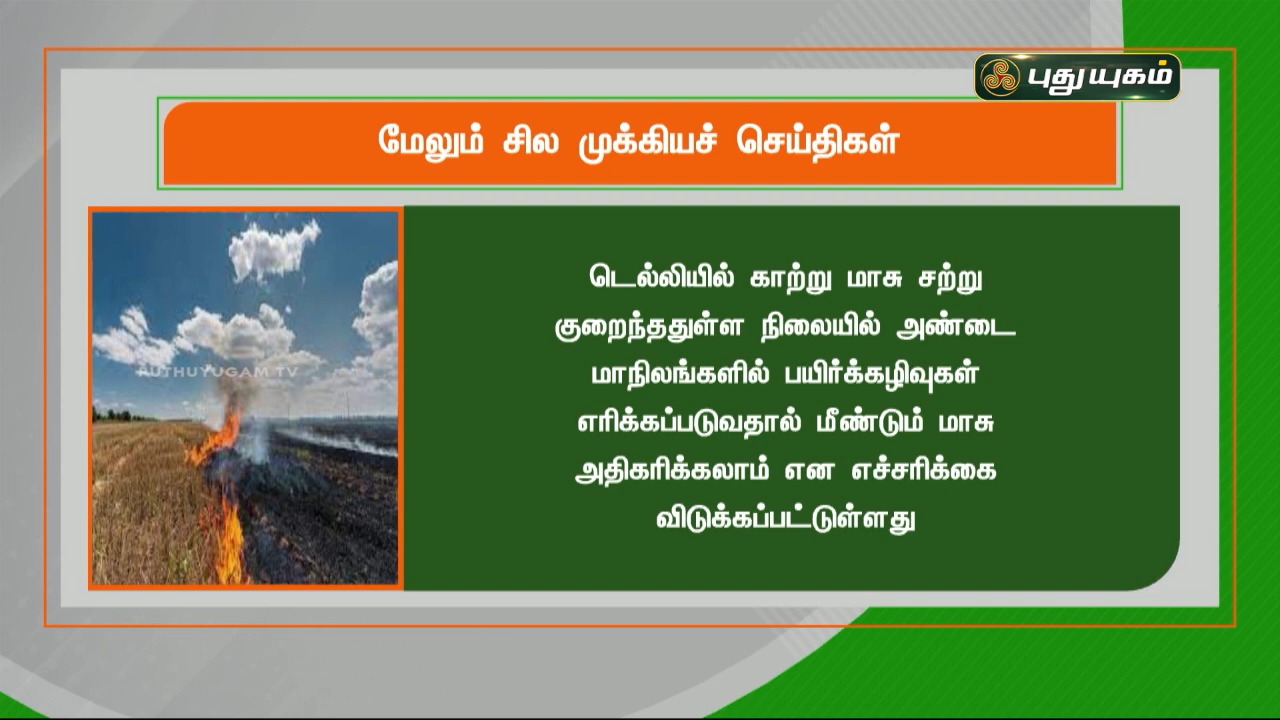 புதுயுகம்
மேலும் சில முக்கியச் செய்திகள்
டெல்லியில் காற்று மாசு சற்று
குறைந்ததுள்ள நிலையில் அண்டை
மாநிலங்களில் பயிர்க்கழிவுகள்
எரிக்கப்படுவதால் மீண்டும் மாசு
அதிகரிக்கலாம் என எச்சரிக்கை
விடுக்கப்பட்டுள்ளது
PUTHUYUGAM TV